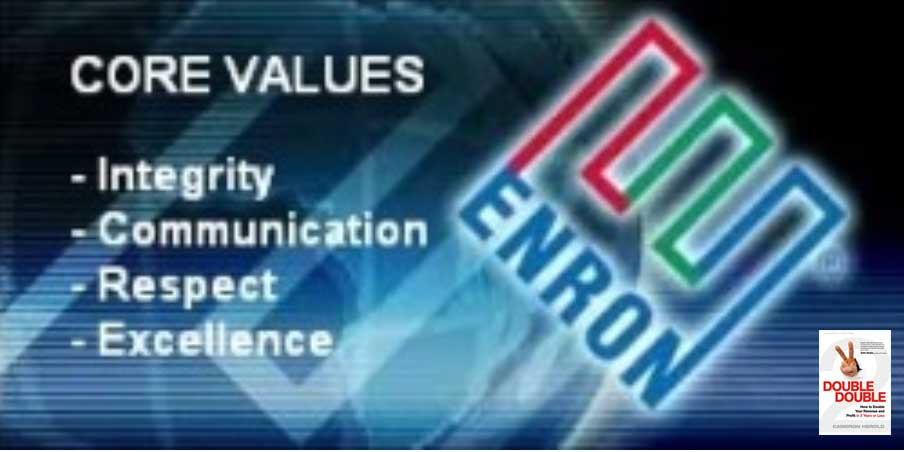 CORE VALUES
- Integrity
- Communication
- Respect
- Excellence
ENRON
DOUBLE
DOUBLE
How to Double
Your Revenue and
Profit in 3 Years or Less
CAMERON HEROLD